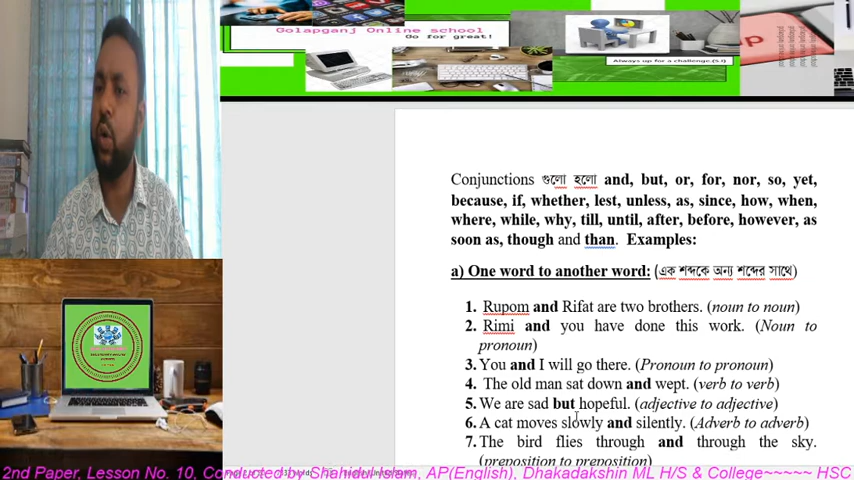 Golapganj Online school
Go for great!
Always up for a challenge.(S.I)
Conjunctions গুলো হলো and, but, or, for, nor, so, yet,
because, if, whether, lest, unless, as, since, how, when,
where, while, why, till, until, after, before, however, as
soon as, though and than. Examples:
a) One word to another word: (এক শব্দকে অন্য শব্দের সাথে)
1. Rupom and Rifat are two brothers. (noun to noun)
2. Rimi and you have done this work. (Noun to
pronoun)
3. You and I will go there. (Pronoun to pronoun)
4. The old man sat down and wept. (verb to verb)
5. We are sad but hopeful. (adjective to adjective)
6. A cat moves slowly and silently. (Adverb to adverb)
7. The bird flies through and through the sky.
(preposition to preposition)
2nd Paper, Lesson No. 10, Conducted by Shahidul Islam, AP(English), Dhakadakshin ML H/S & College~~~~~ HSC